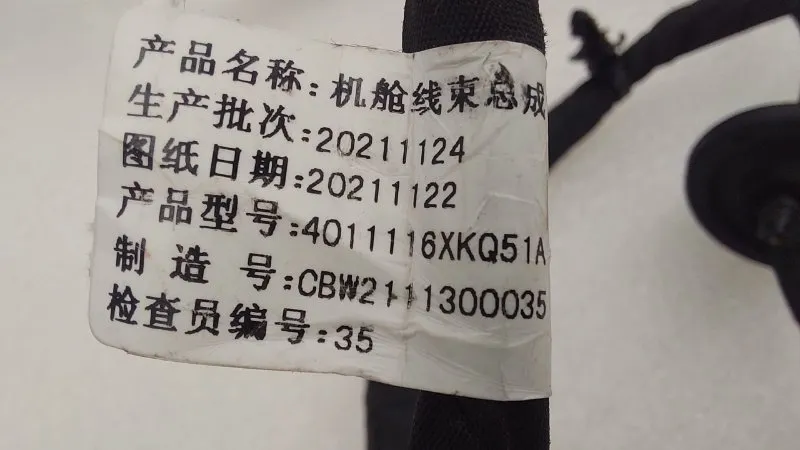 产品名称:机舱线束总成
生产批次:20211124
图纸日期:20211122
产品型号:4011116XKQ51A
制造号:CBW2111300035
检查员编号:35